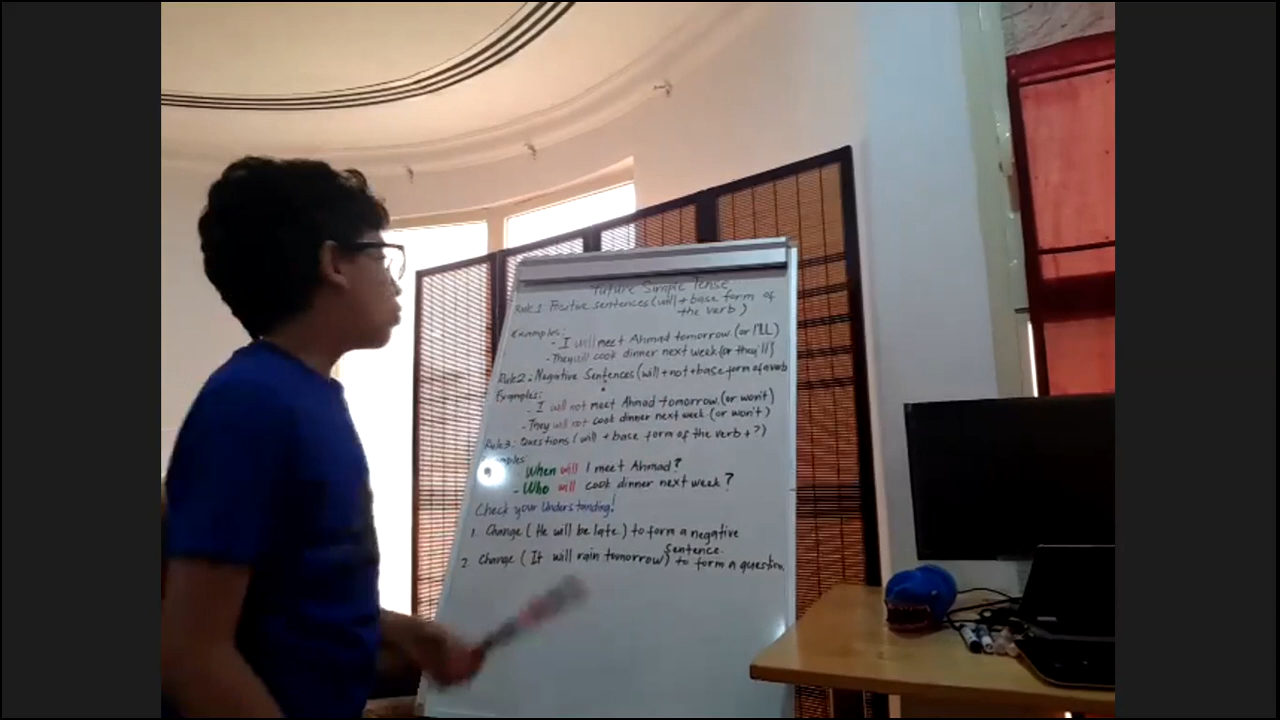 Future Simple Tense
Rule 1: Positive sentences (will + base form of
the verb)
Examples:
- I will meet Ahmad tomorrow (or I'll)
- They will cook dinner next week (or they'll)
Rule 2: Negative Sentences (will + not + base form of a verb
Examples:
- I will not meet Ahmad tomorrow (or won't)
- They will not cook dinner next week (or won't)
Rule 3: Questions (will + base form of the verb + ?)
- When will I meet Ahmad?
- Who will cook dinner next week?
Check your Understanding!
1. Change (He will be late.) to form a negative
sentence.
2. Change (It will rain tomorrow) to form a question.